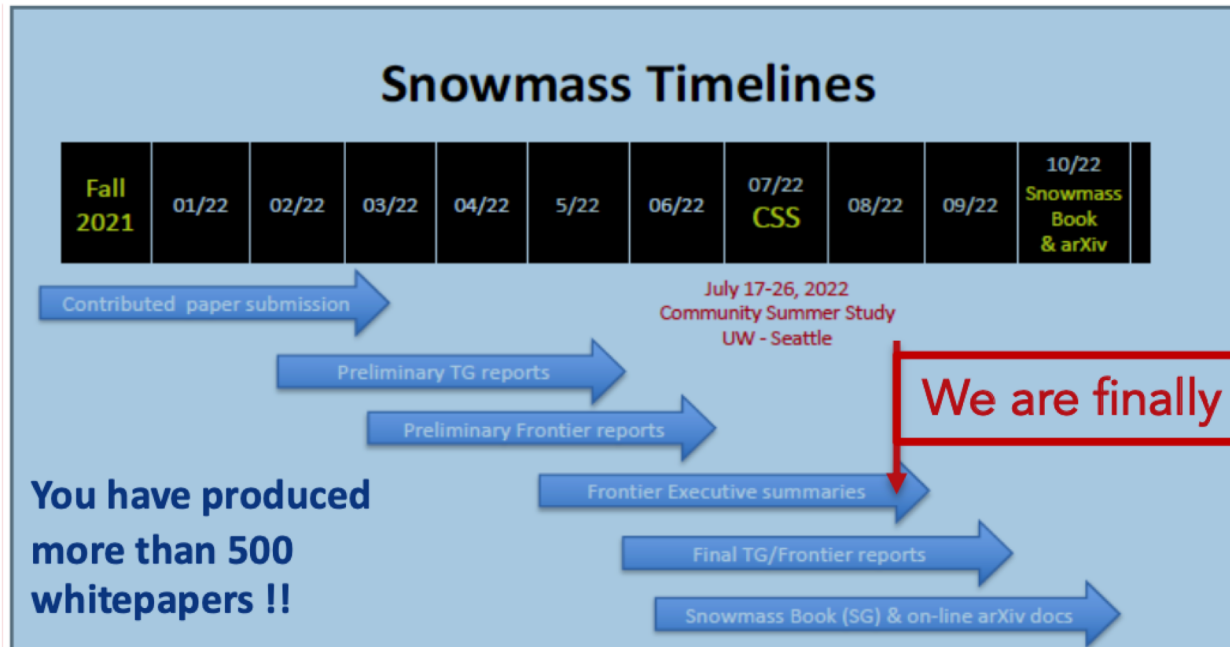 Snowmass Timelines
Fall
2021
01/22
02/22
03/22
04/22
5/22
06/22
07/22
CSS
08/22
09/22
10/22
Snowmass
Book
& arXiv
Contributed paper submission
July 17-26, 2022
Community Summer Study
UW - Seattle
Preliminary TG reports
We are finally
Preliminary Frontier reports
Frontier Executive summaries
You have produced
more than 500
whitepapers !!
Final TG/Frontier reports
Snowmass Book (SG) & on-line arXiv docs